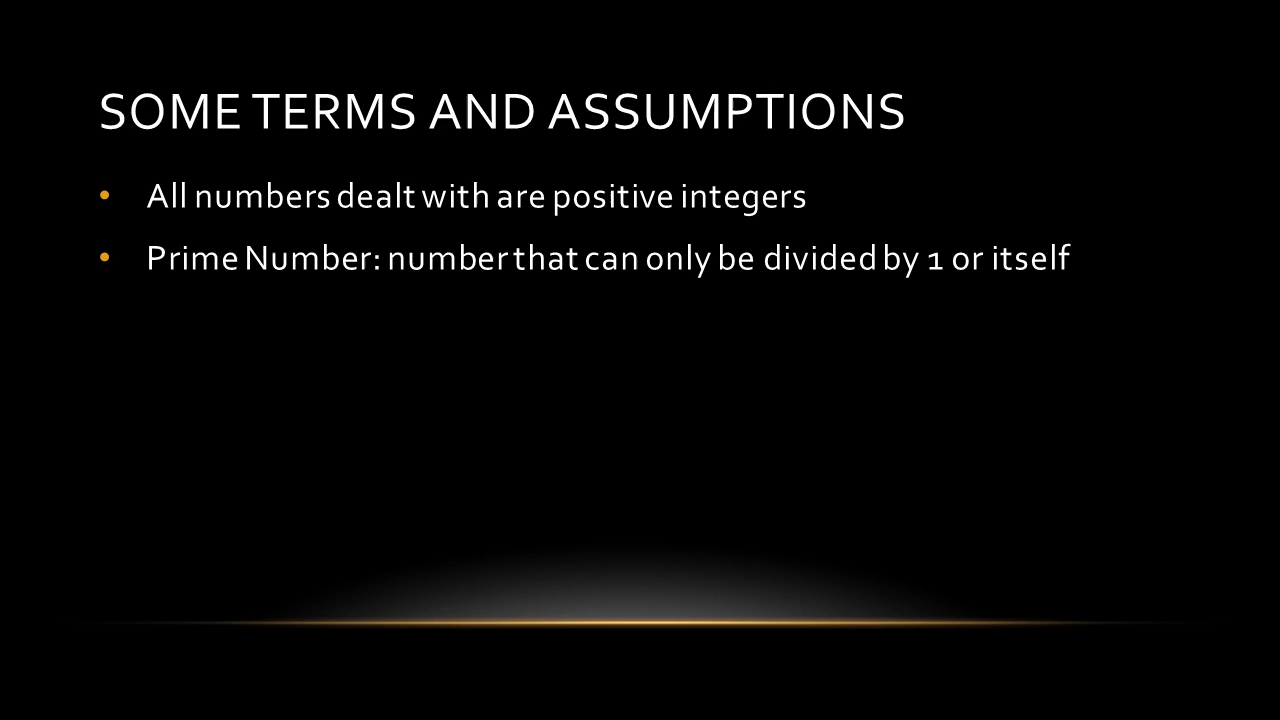 SOME TERMS AND ASSUMPTIONS
• All numbers dealt with are positive integers
• Prime Number: number that can only be divided by 1 or itself